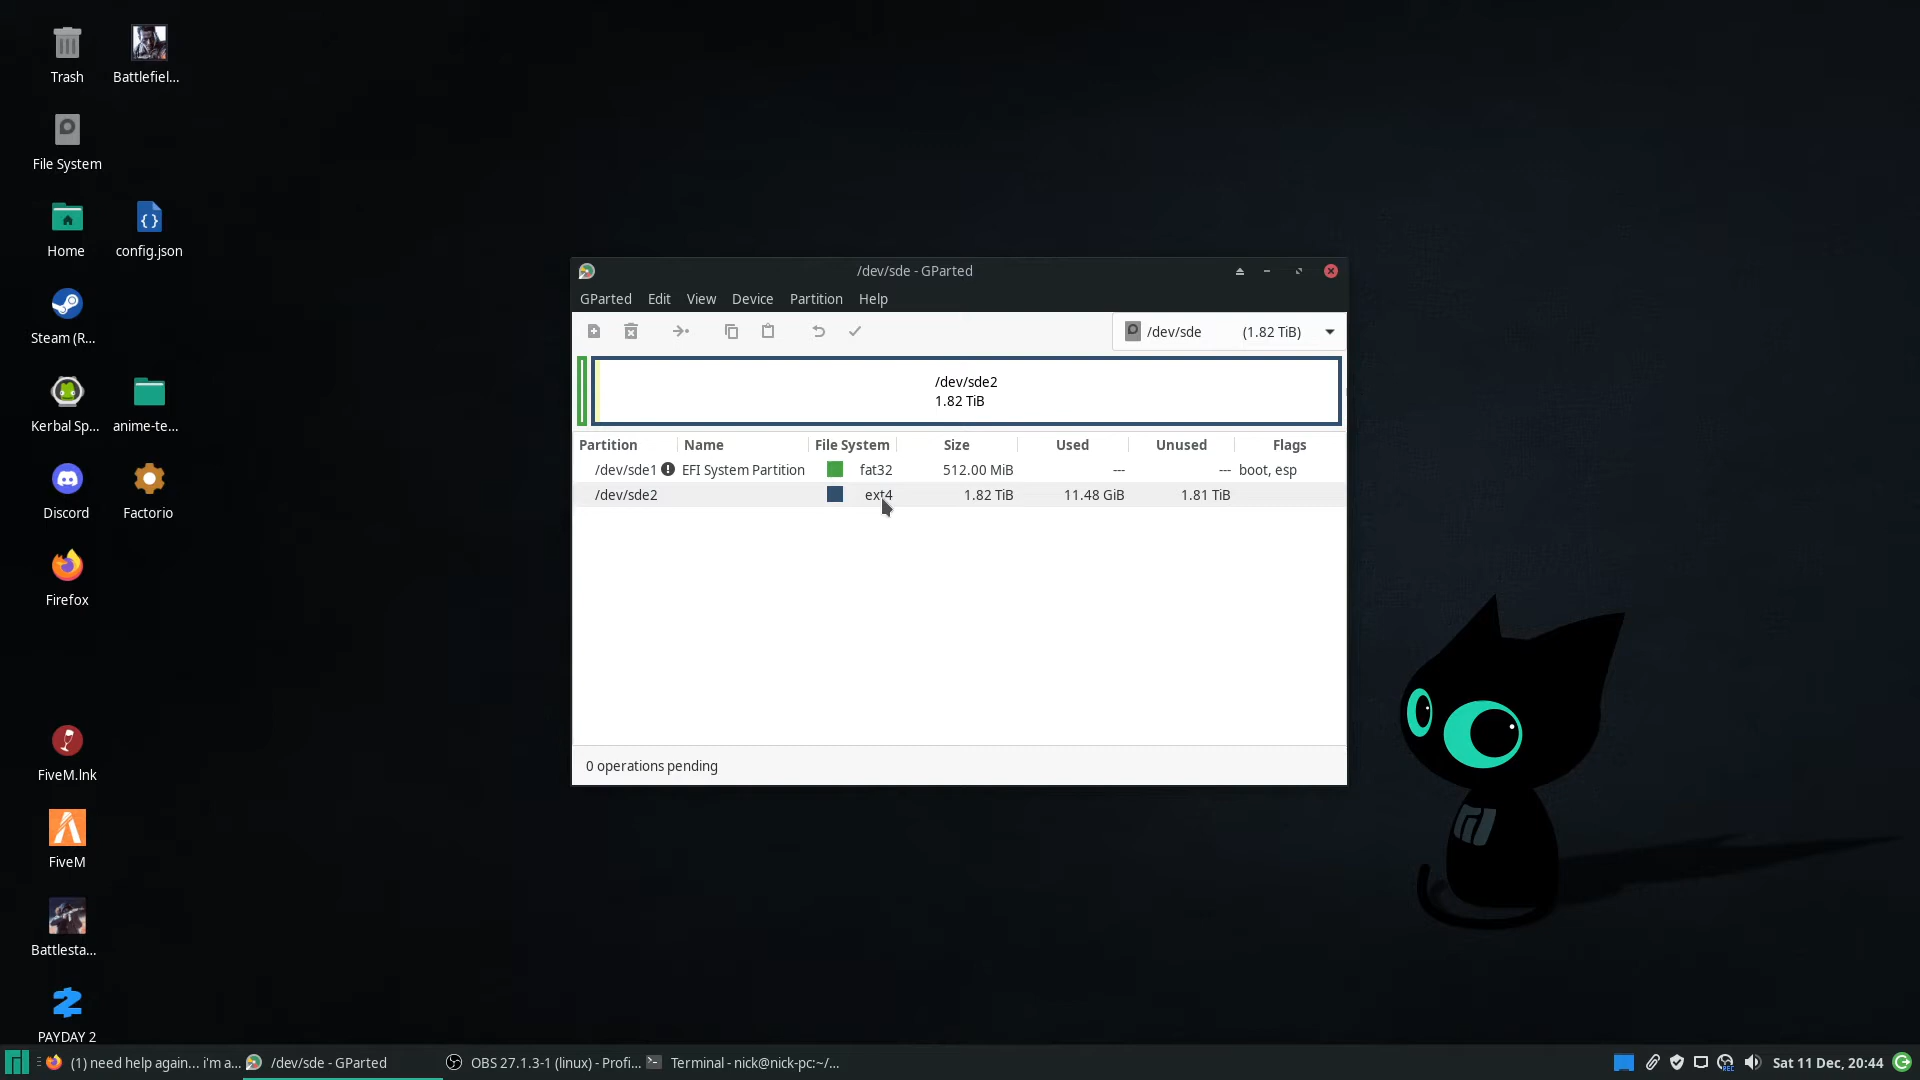 Trash
Battlefiel...
File System
Home
config.json
Steam (R...
Kerbal Sp...
anime-te...
Discord
Factorio
Firefox
FiveM.lnk
FiveM
Battlesta...
PAYDAY 2
/dev/sde - GParted
GParted Edit View Device Partition Help
/dev/sde (1.82 TiB)
/dev/sde2
1.82 TiB
Partition Name File System Size Used Unused Flags
/dev/sde1 EFI System Partition fat32 512.00 MiB --- --- boot, esp
/dev/sde2 ext4 1.82 TiB 11.48 GiB 1.81 TiB
0 operations pending
(1) need help again... i'm a... /dev/sde - GParted OBS 27.1.3-1 (linux) - Profi... Terminal - nick@nick-pc:~/... REC Sat 11 Dec, 20:44